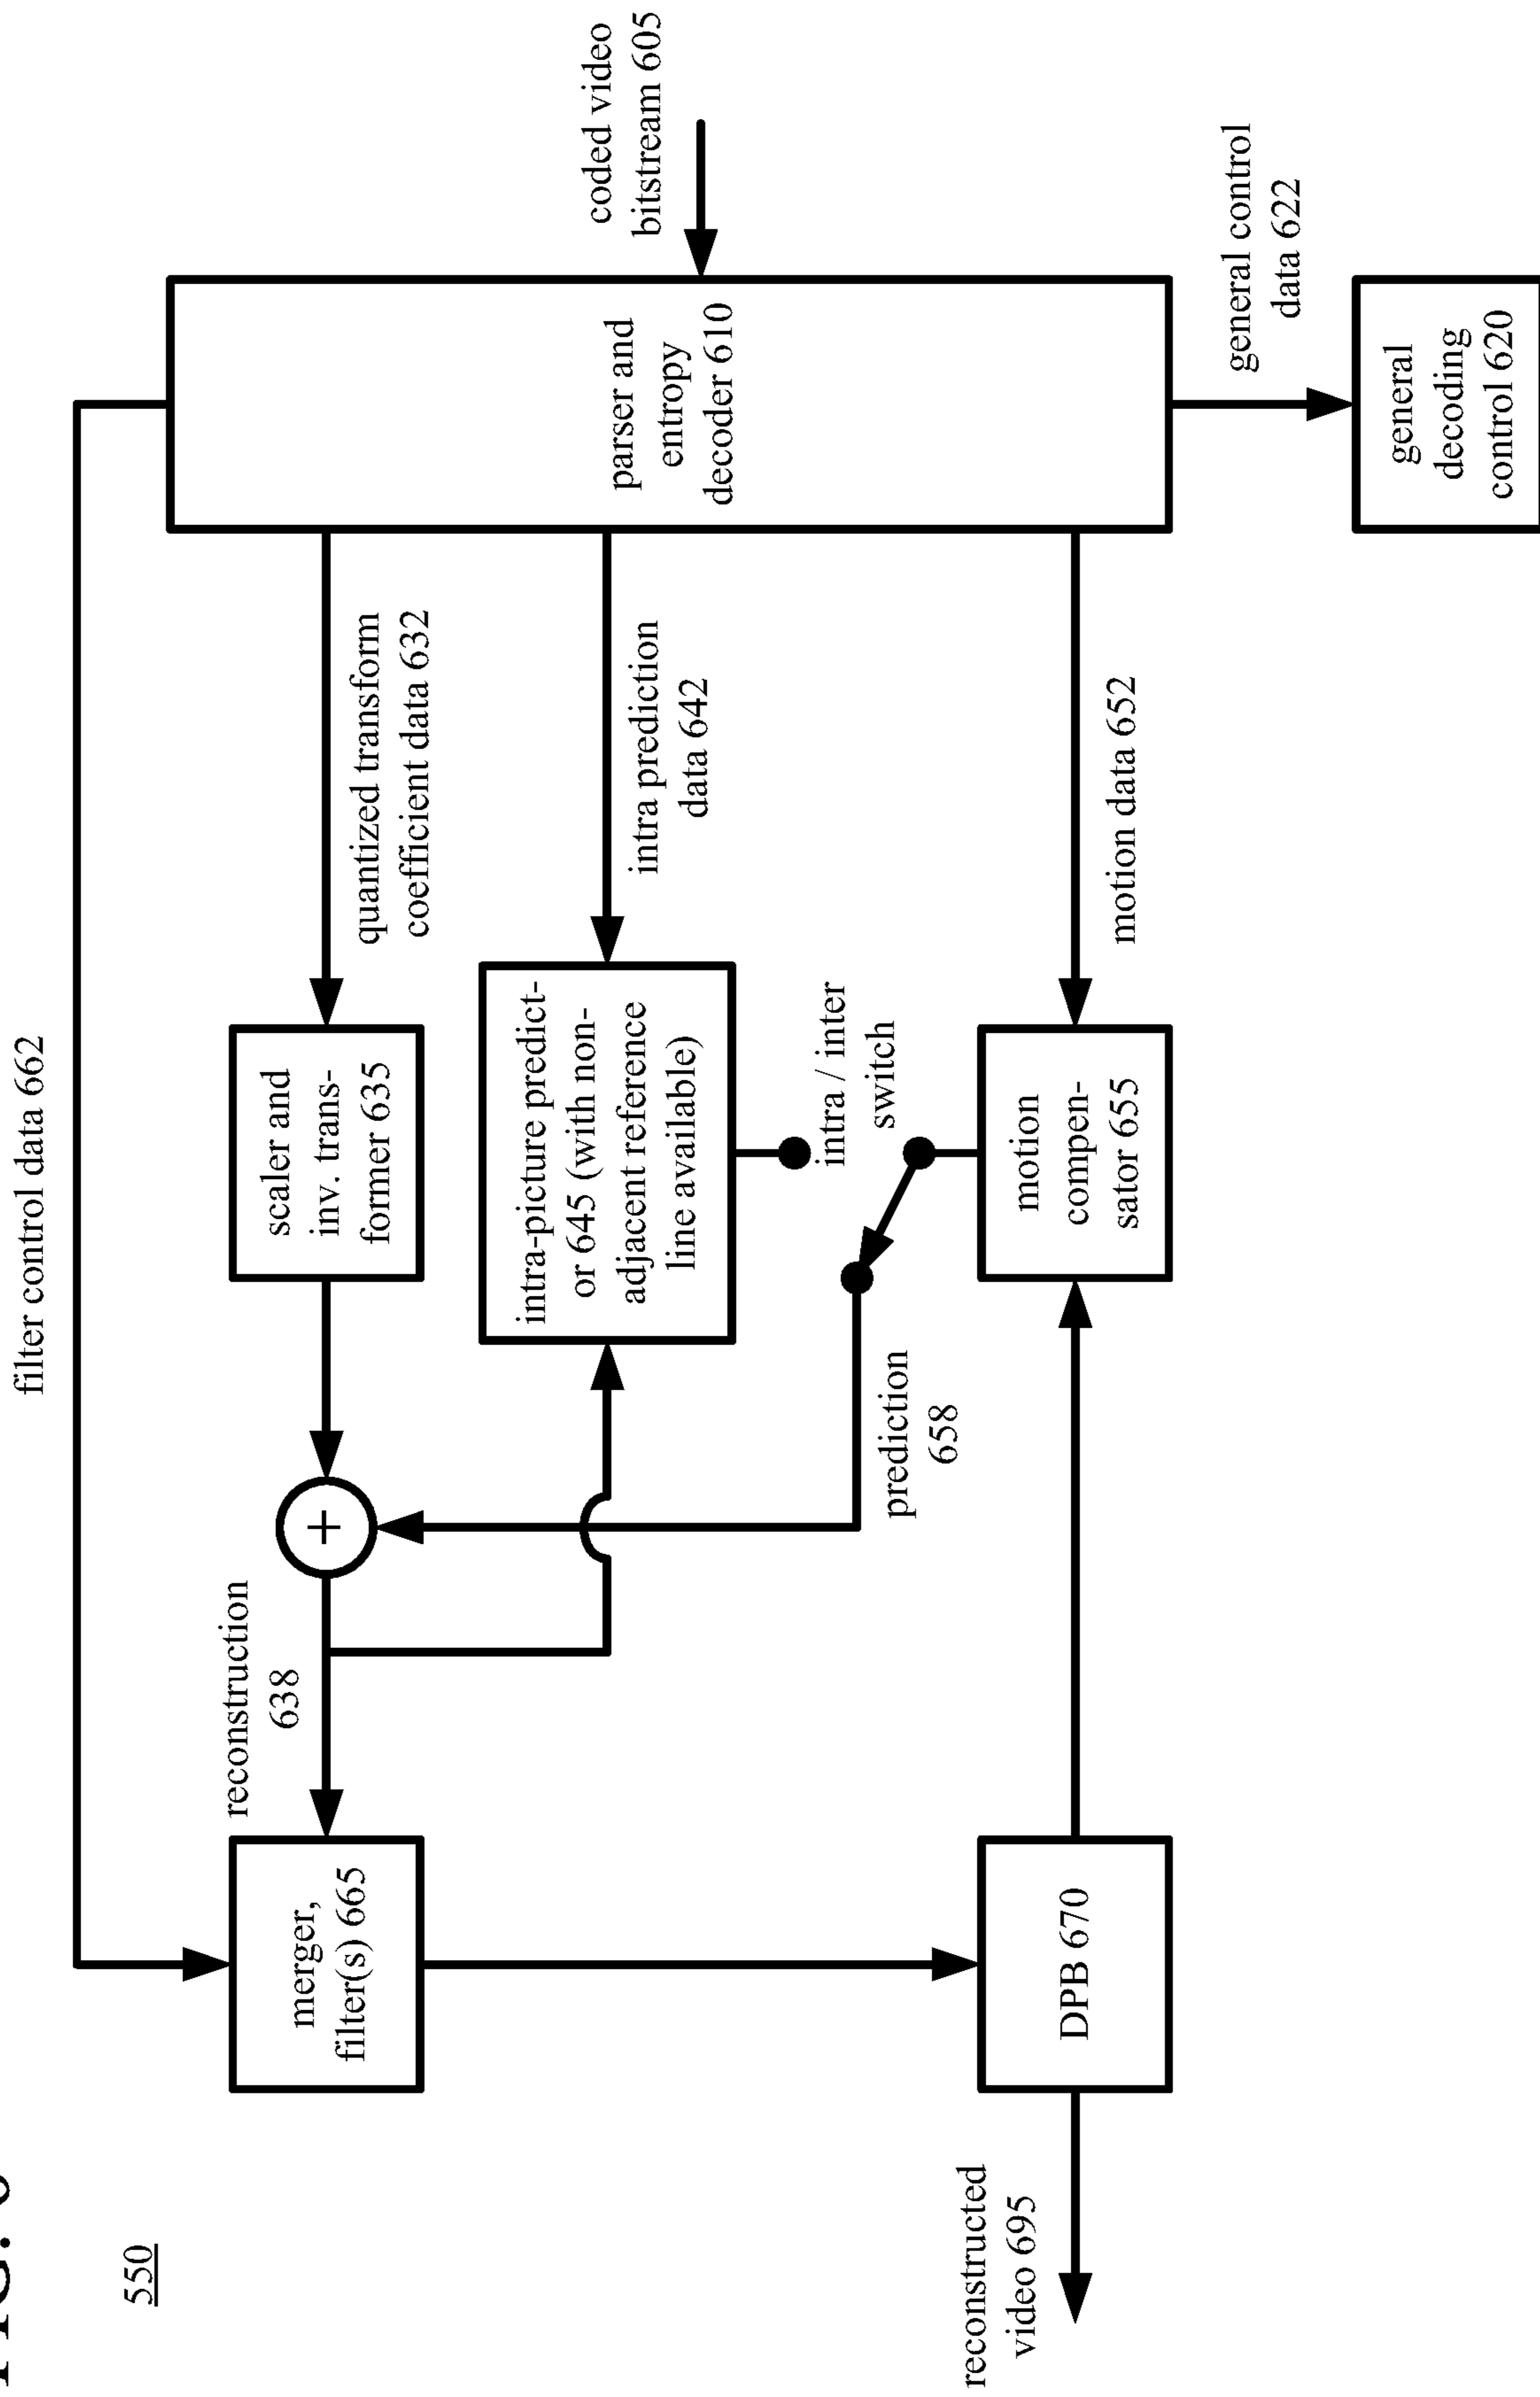 550
coded video
bitstream 605
parser and
entropy
decoder 610
general control
data 622
general
decoding
control 620
filter control data 662
quantized transform
coefficient data 632
intra prediction
data 642
motion data 652
scaler and
inv. trans-
former 635
intra-picture predict-
or 645 (with non-
adjacent reference
line available)
intra / inter
switch
motion
compen-
sator 655
prediction
658
+
reconstruction
638
merger,
filter(s) 665
DPB 670
reconstructed
video 695